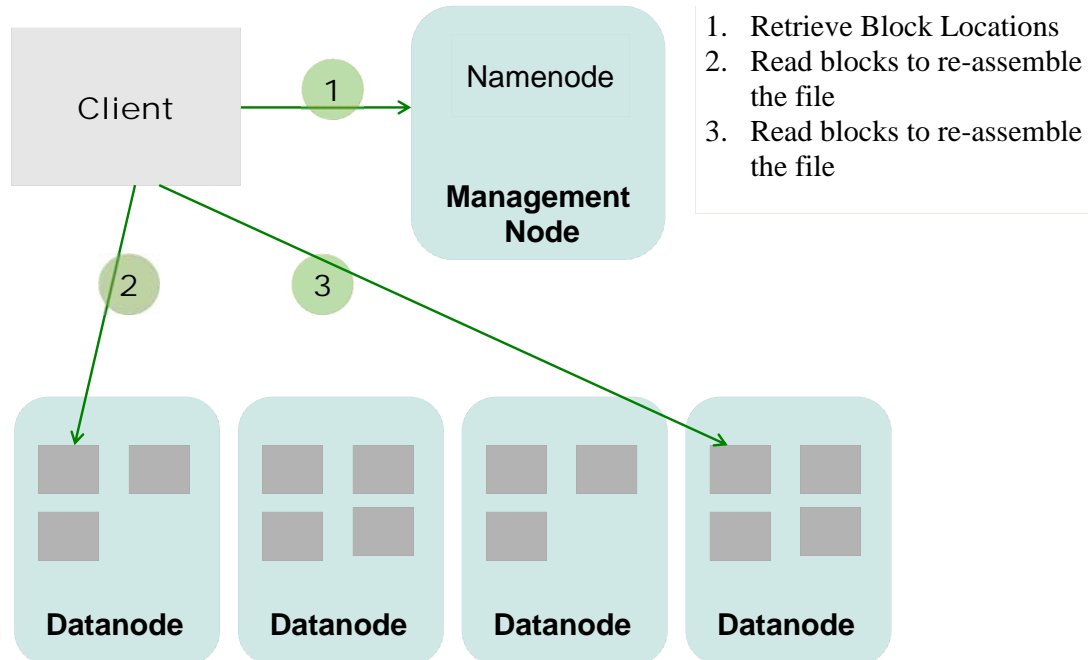 Client
1
Namenode
Management
Node
1. Retrieve Block Locations
2. Read blocks to re-assemble
the file
3. Read blocks to re-assemble
the file
2
3
Datanode
Datanode
Datanode
Datanode